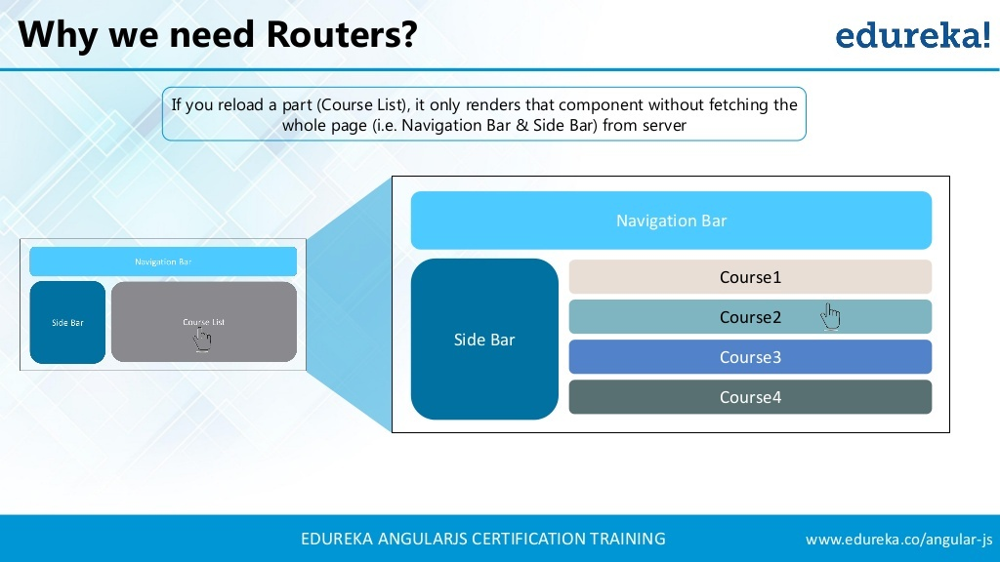 Why we need Routers?
edureka!
If you reload a part (Course List), it only renders that component without fetching the
whole page (i.e. Navigation Bar & Side Bar) from server
Navigation Bar
Side Bar
Course List
Navigation Bar
Side Bar
Course1
Course2
Course3
Course4
EDUREKA ANGULARJS CERTIFICATION TRAINING
www.edureka.co/angular-js